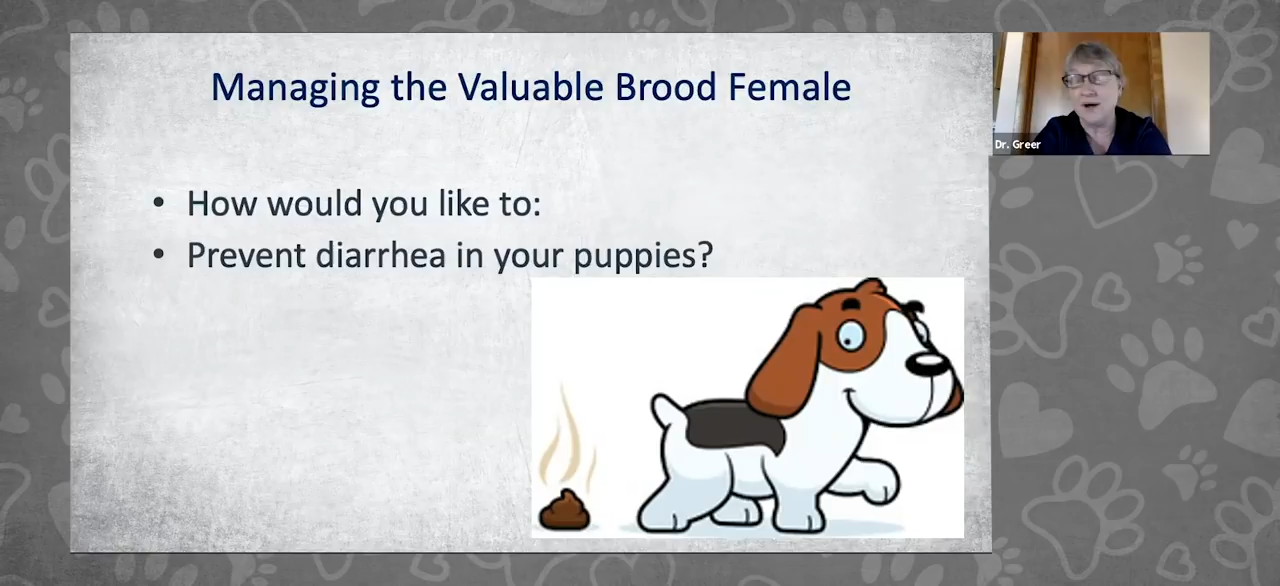 Managing the Valuable Brood Female
• How would you like to:
• Prevent diarrhea in your puppies?
Dr. Greer